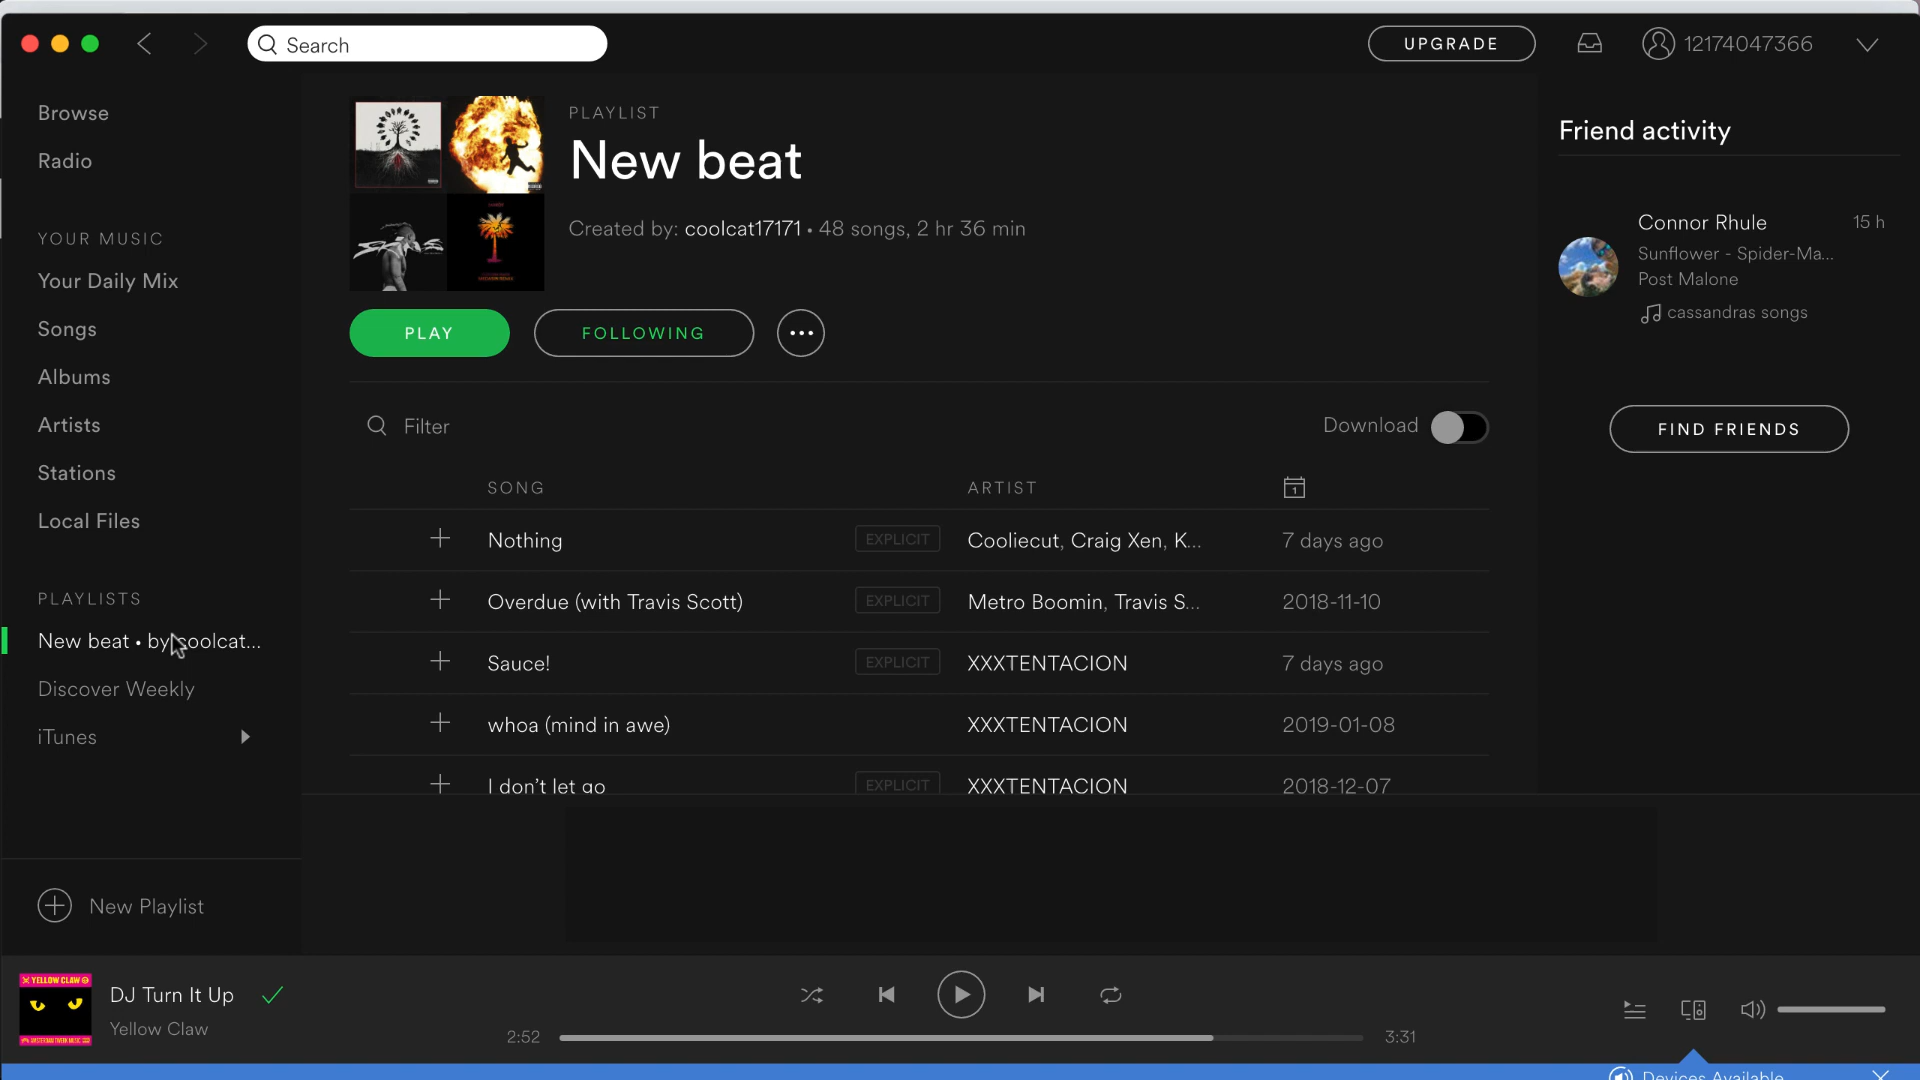 Search
UPGRADE
12174047366
Browse
Radio
YOUR MUSIC
Your Daily Mix
Songs
Albums
Artists
Stations
Local Files
PLAYLISTS
New beat • by coolcat...
Discover Weekly
iTunes
New Playlist
PLAYLIST
New beat
Created by: coolcat17171 • 48 songs, 2 hr 36 min
PLAY
FOLLOWING
Filter
Download
SONG ARTIST
Nothing EXPLICIT Cooliecut, Craig Xen, K... 7 days ago
Overdue (with Travis Scott) EXPLICIT Metro Boomin, Travis S... 2018-11-10
Sauce! EXPLICIT XXXTENTACION 7 days ago
whoa (mind in awe) XXXTENTACION 2019-01-08
I don't let go EXPLICIT XXXTENTACION 2018-12-07
Friend activity
Connor Rhule 15 h
Sunflower - Spider-Ma...
Post Malone
cassandras songs
FIND FRIENDS
YELLOW CLAW
DJ Turn It Up
Yellow Claw
2:52
3:31
Devices Available